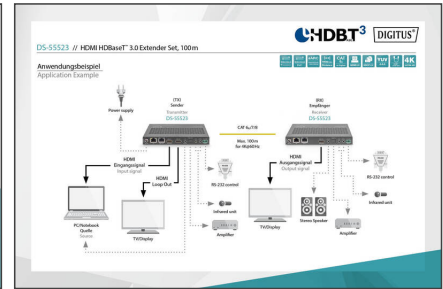 HDBT3 DIGITUS®
DS-55523 // HDMI HDBaseT™ 3.0 Extender Set, 100m
Anwendungsbeispiel
Application Example
4K
YUV
Power supply
(TX)
Sender
Transmitter
DS-55523
CAT 6A/7/8
Max. 100m
for 4K@60Hz
(RX)
Empfänger
Receiver
DS-55523
HDMI
Eingangssignal
Input signal
HDMI
Loop Out
RS-232 control
Infrared unit
Amplifier
PC/Notebook
Quelle
Source
TV/Display
HDMI
Ausgangssignal
Output signal
TV/Display
Stereo Speaker
RS-232 control
Infrared unit
Amplifier